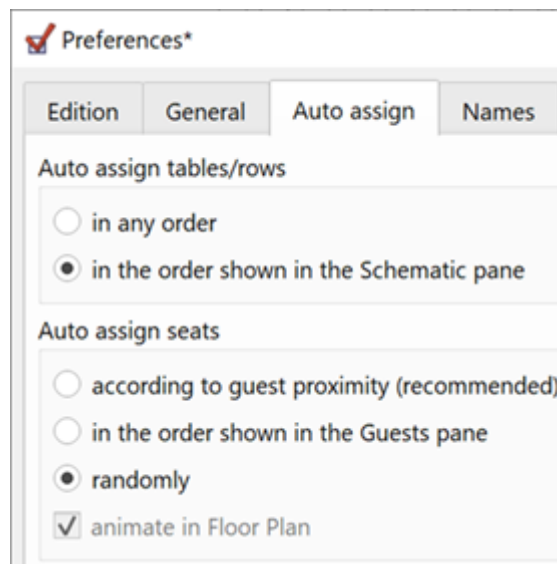 Preferences*
Edition General Auto assign Names
Auto assign tables/rows
in any order
in the order shown in the Schematic pane
Auto assign seats
according to guest proximity (recommended)
in the order shown in the Guests pane
randomly
animate in Floor Plan